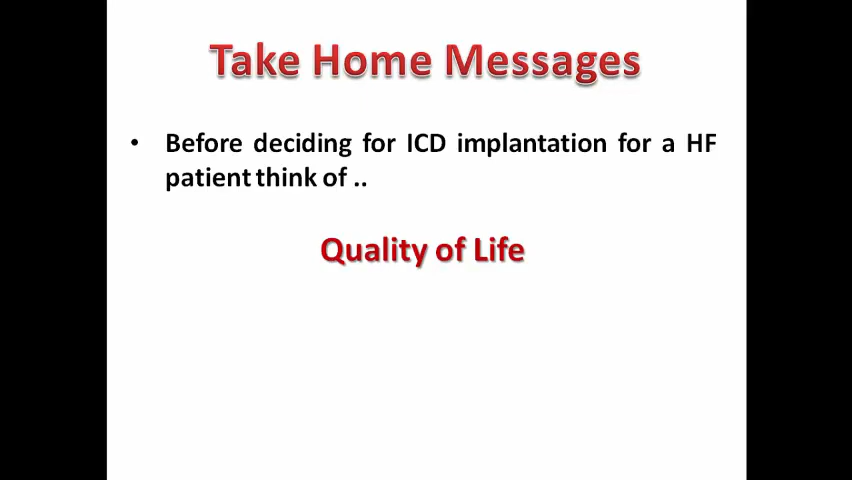 Take Home Messages
• Before deciding for ICD implantation for a HF
patient think of ..
Quality of Life